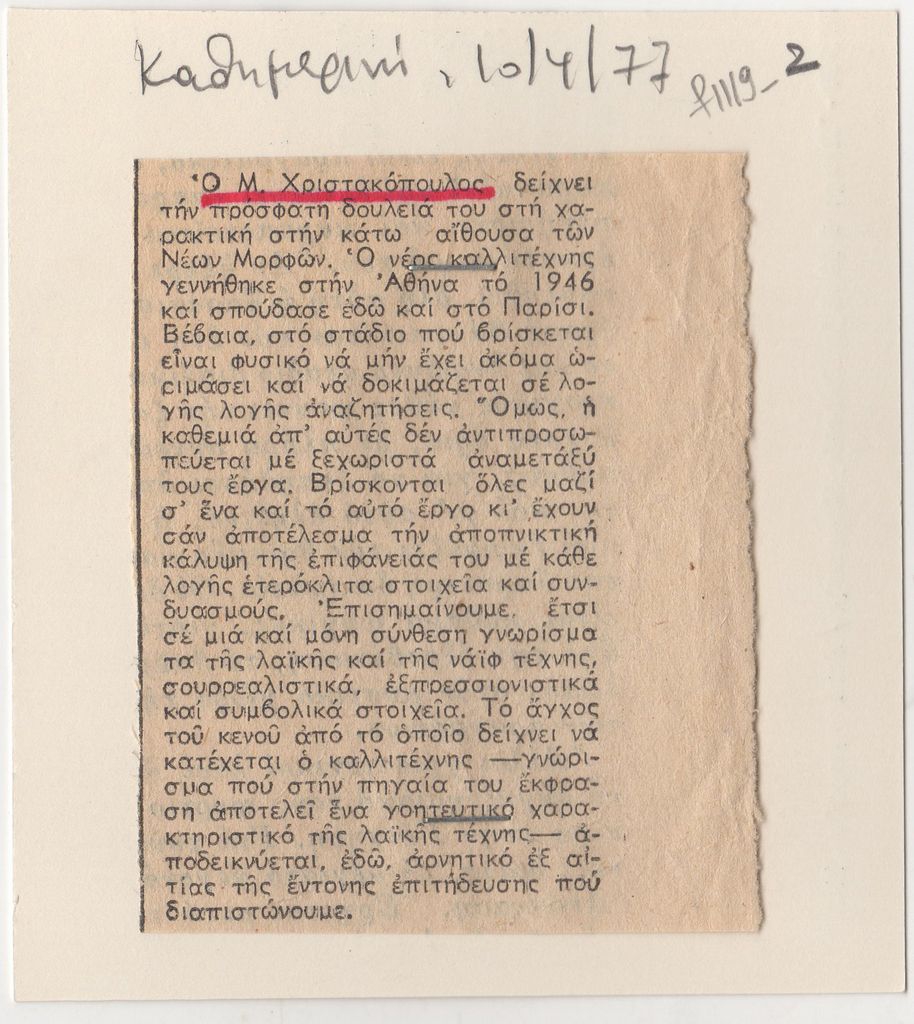 Καθημερινή, 10/4/77
2
Ὁ Μ. Χριστακόπουλος δείχνει
τήν πρόσφατη δουλειά του στή χα-
ρακτική στήν κάτω αἴθουσα τῶν
Νέων Μορφῶν. Ὁ νέος καλλιτέχνης
γεννήθηκε στήν Ἀθήνα τό 1946
καί σπούδασε ἐδῶ καί στό Παρίσι.
Βέβαια, στό στάδιο πού βρίσκεται
εἶναι φυσικό νά μήν ἔχει ἀκόμα ὡ-
ριμάσει καί νά δοκιμάζεται σέ λο-
γῆς λογῆς ἀναζητήσεις. Ὅμως, ἡ
καθεμιά ἀπ' αὐτές δέν ἀντιπροσω-
πεύεται μέ ξεχωριστά ἀναμετάξύ
τους ἔργα. Βρίσκονται ὅλες μαζί
σ' ἕνα καί τό αὐτό ἔργο κι' ἔχουν
σάν ἀποτέλεσμα τήν ἀποπνικτική
κάλυψη τῆς ἐπιφάνειάς του μέ κάθε
λογῆς ἑτερόκλιτα στοιχεῖα καί συν-
δυασμούς. Ἐπισημαίνουμε, ἔτσι
σέ μιά καί μόνη σύνθεση γνωρίσμα
τα τῆς λαϊκῆς καί τῆς νάϊφ τέχνης,
σουρρεαλιστικά, ἐξπρεσσιονιστικά
καί συμβολικά στοιχεῖα. Τό ἄγχος
τοῦ κενοῦ ἀπό τό ὁποῖο δείχνει νά
κατέχεται ὁ καλλιτέχνης —γνώρι-
σμα πού στήν πηγαία του ἔκφρα-
ση ἀποτελεῖ ἕνα γοητευτικό χαρα-
κτηριστικό τῆς λαϊκῆς τέχνης— ἀ-
ποδεικνύεται, ἐδῶ, ἀρνητικό ἐξ αἰ-
τίας τῆς ἔντονης ἐπιτήδευσης πού
διαπιστώνουμε.